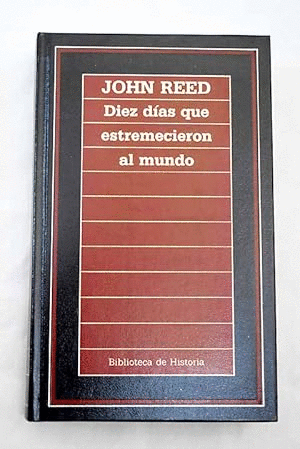 JOHN REED
Diez días que
estremecieron
al mundo
Biblioteca de Historia